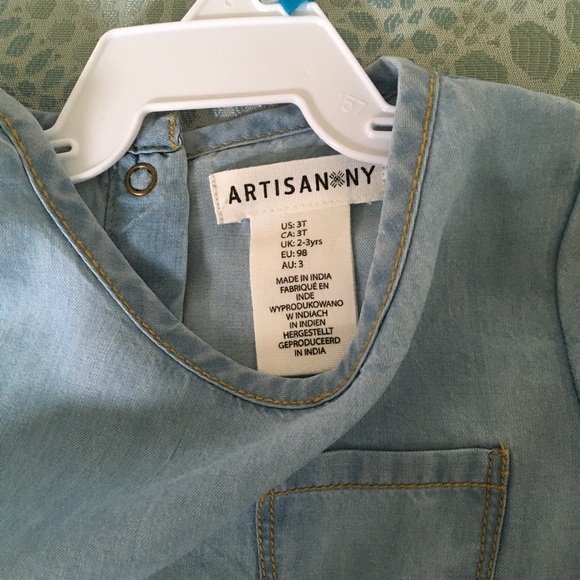 157
ARTISAN NY
US: 3T
CA: 3T
UK: 2-3yrs
EU: 98
AU: 3
MADE IN INDIA
FABRIQUÉ EN
INDE
WYPRODUKOWANO
W INDIACH
IN INDIEN
HERGESTELLT
GEPRODUCEERD
IN INDIA